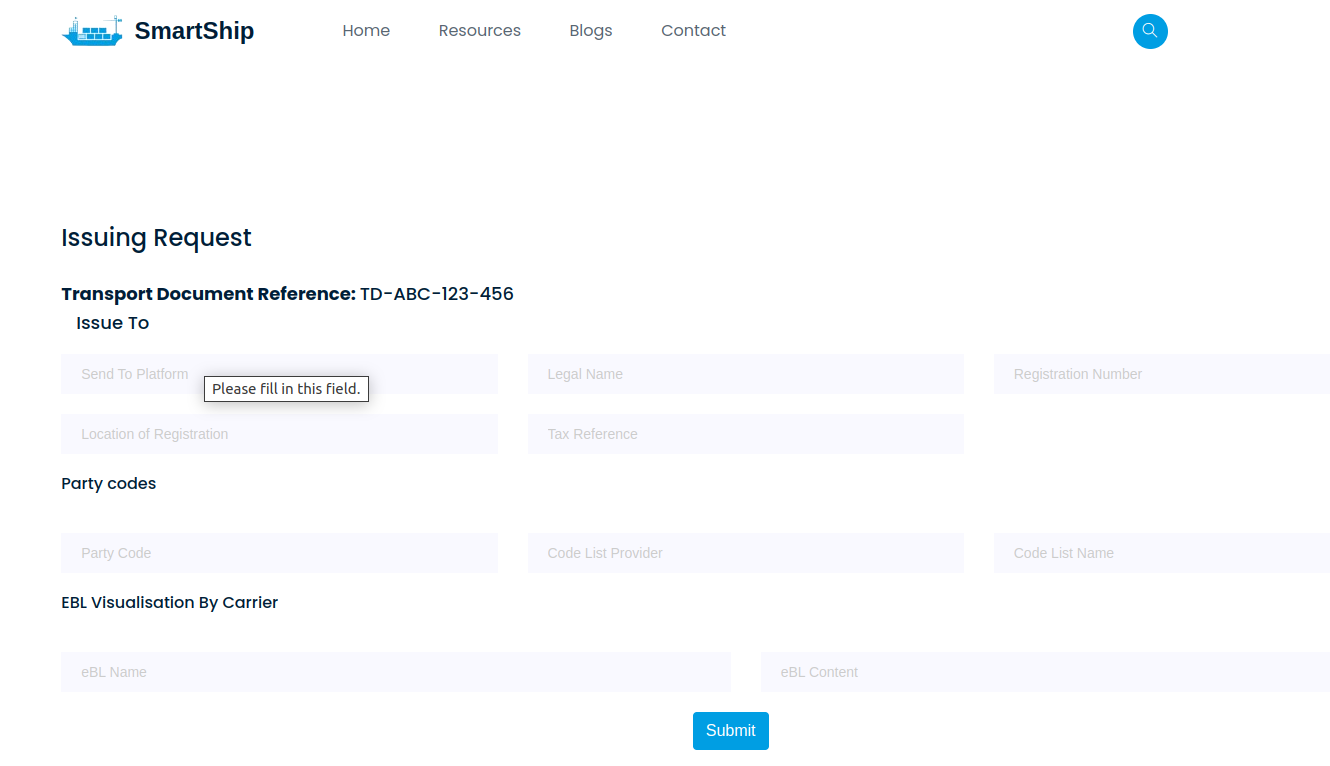 SmartShip Home Resources Blogs Contact
Issuing Request
Transport Document Reference: TD-ABC-123-456
Issue To
Send To Platform Legal Name Registration Number
Please fill in this field.
Location of Registration Tax Reference
Party codes
Party Code Code List Provider Code List Name
EBL Visualisation By Carrier
eBL Name eBL Content
Submit